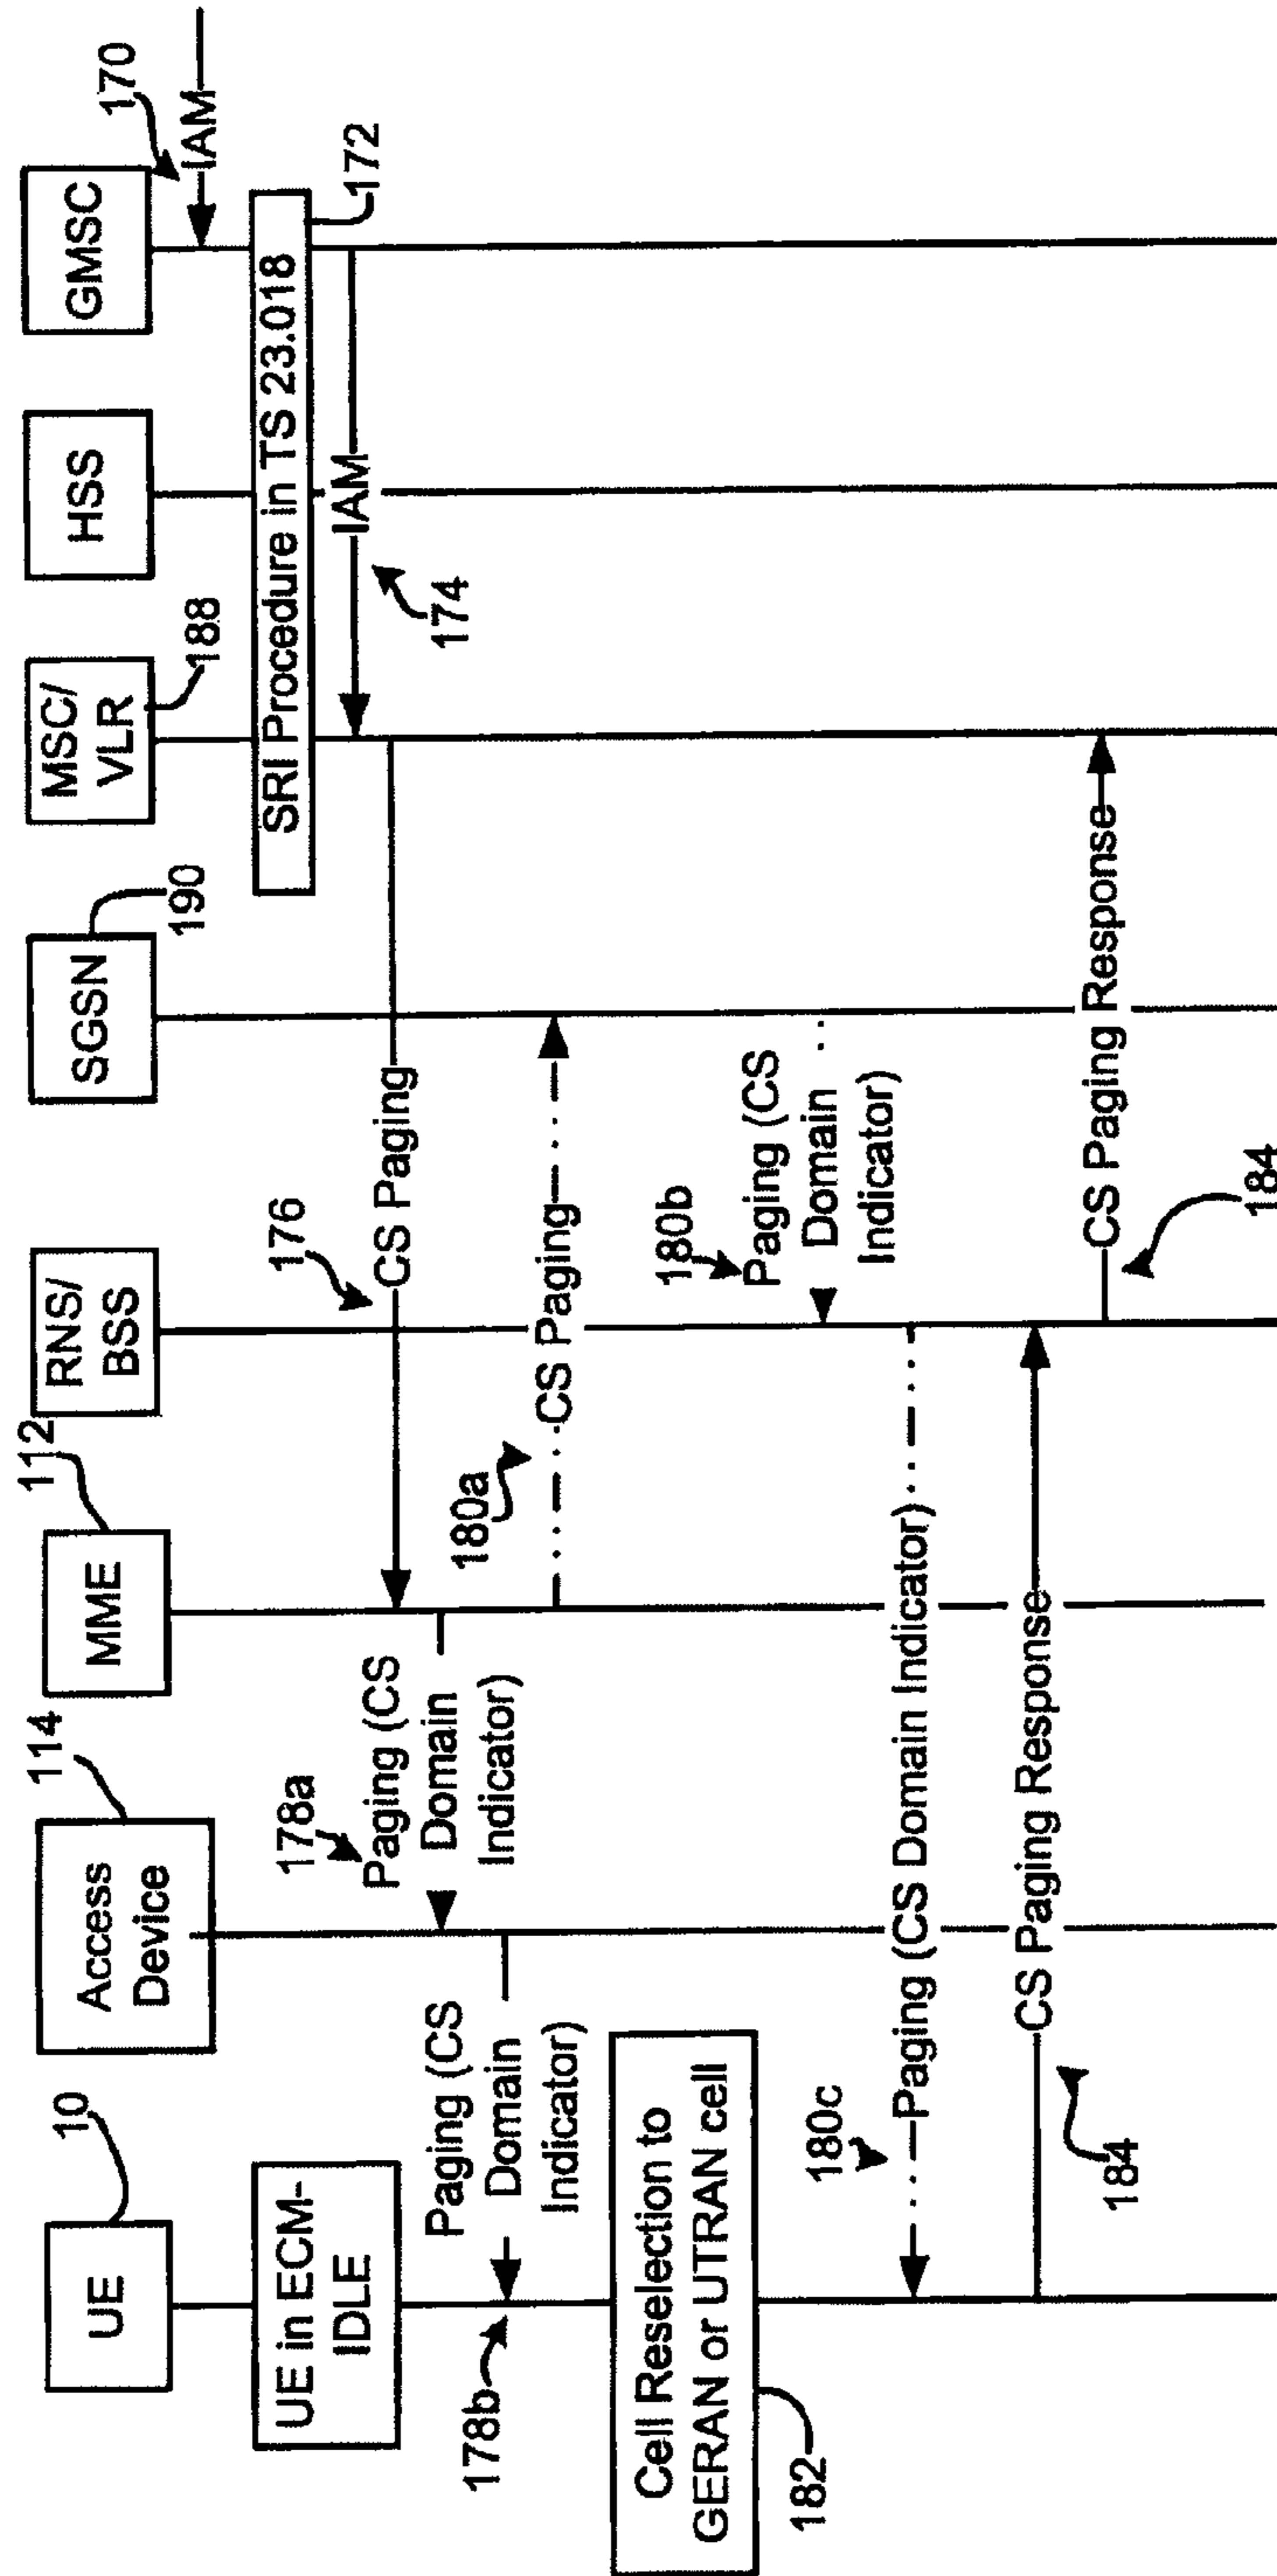 UE
10
Access
Device
114
MME
112
RNS/
BSS
SGSN
190
MSC/
VLR
188
HSS
GMSC
170
IAM
UE in ECM-
IDLE
SRI Procedure in TS 23.018
172
IAM
174
176
CS Paging
178a
Paging (CS
Domain
Indicator)
178b
Paging (CS
Domain
Indicator)
180a
CS Paging
Cell Reselection to
GERAN or UTRAN cell
182
180b
Paging (CS
Domain
Indicator)
180c
Paging (CS Domain Indicator)
CS Paging Response
184
CS Paging Response
184